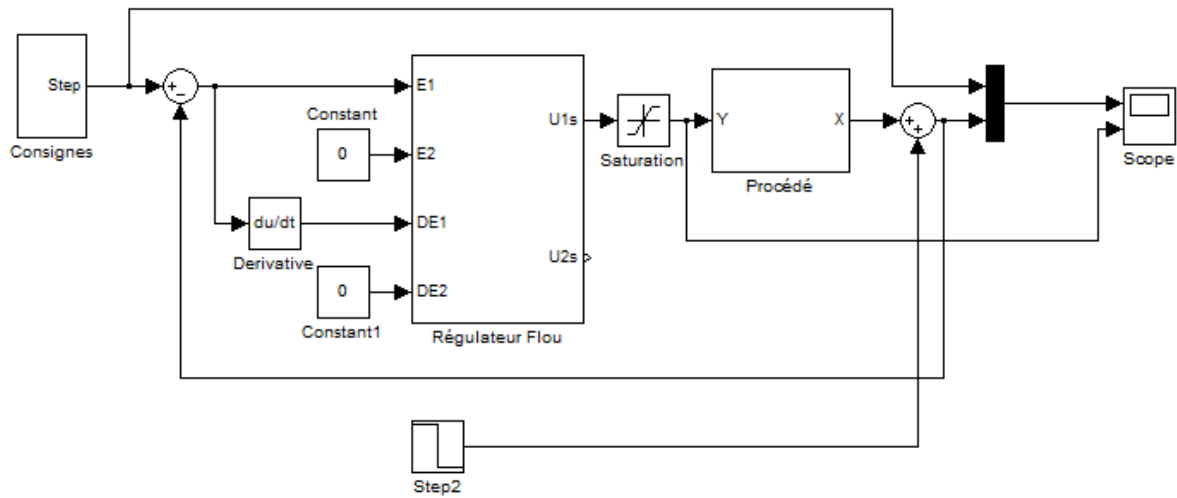 Step
Consignes
+
−
Constant
0
E1
E2
DE1
DE2
U1s
U2s
Régulateur Flou
du/dt
Derivative
0
Constant1
Saturation
Y
X
Procédé
+
+
Scope
Step2